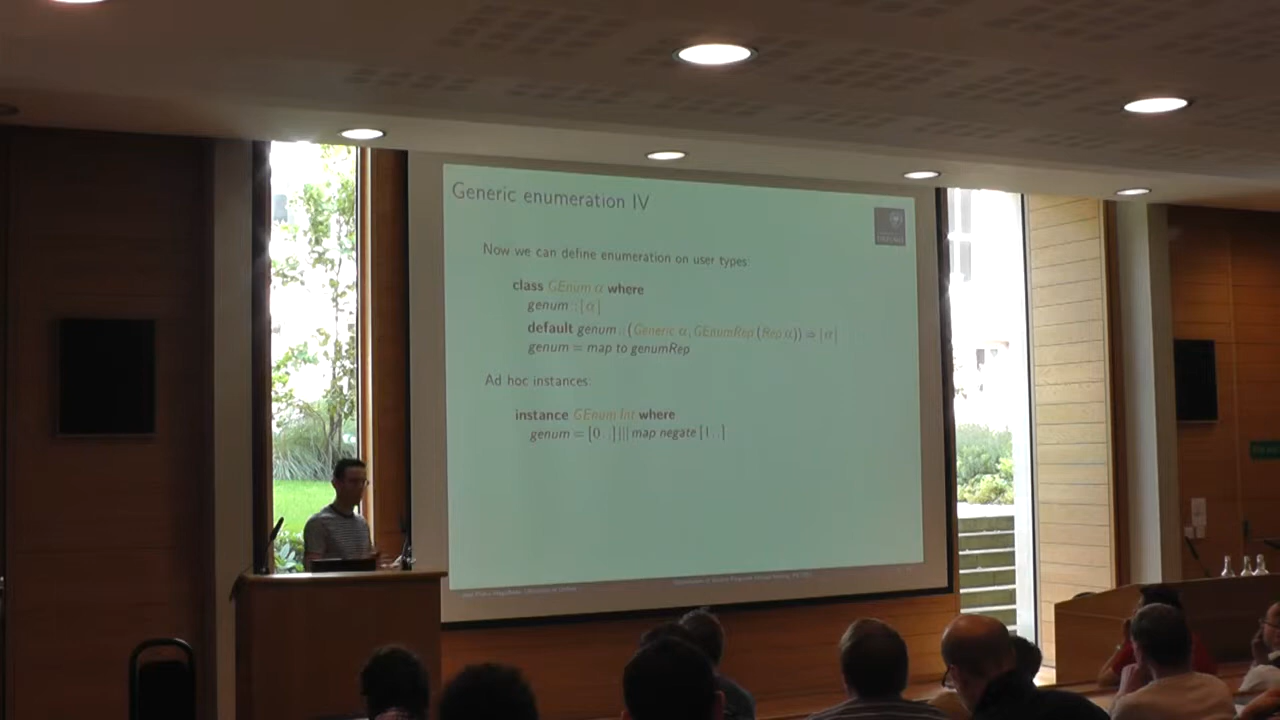 Generic enumeration IV
Now we can define enumeration on user types:
class GEnum α where
genum :: [α]
default genum :: (Generic α, GEnumRep (Rep α)) ⇒ [α]
genum = map to genumRep
Ad hoc instances:
instance GEnum Int where
genum = [0 ..] ||| map negate [1 ..]